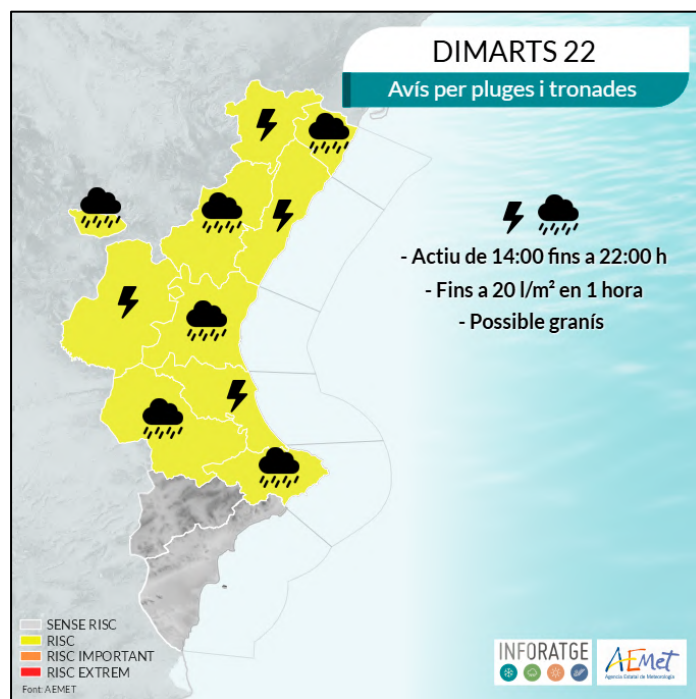 DIMARTS 22
Avís per pluges i tronades
- Actiu de 14:00 fins a 22:00 h
- Fins a 20 l/m² en 1 hora
- Possible granís
SENSE RISC
RISC
RISC IMPORTANT
RISC EXTREM
Font: AEMET
INFORATGE
AEMet
Agencia Estatal de Meteorología